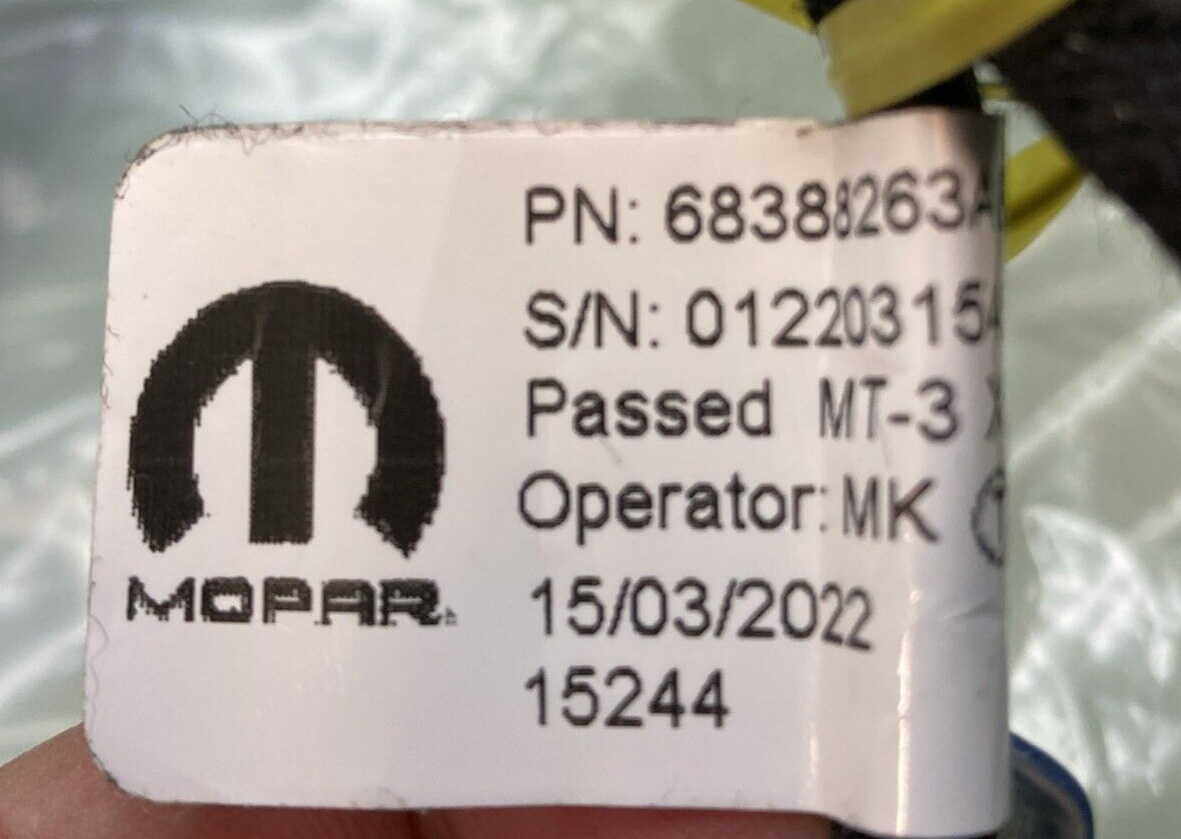 PN: 68388263A
S/N: 01220315
Passed MT-3 X
Operator: MK
15/03/2022
15244
MOPAR